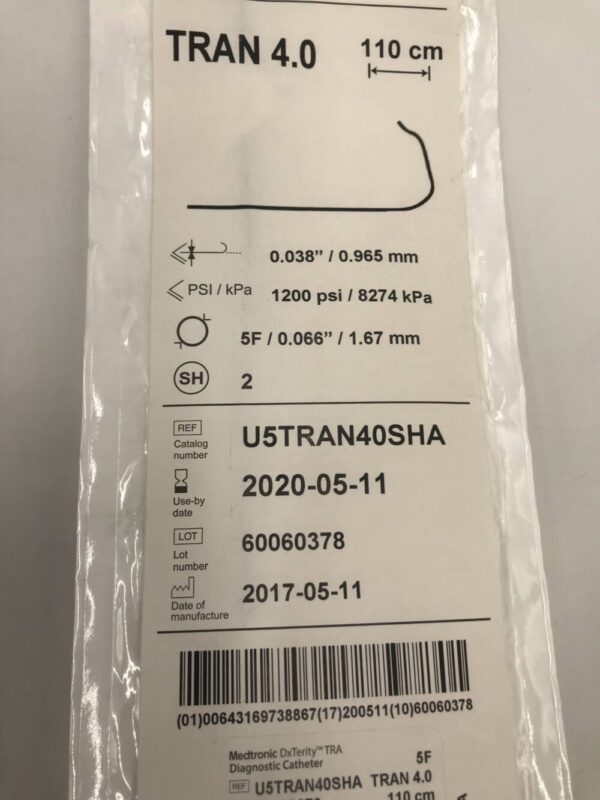 TRAN 4.0 110 cm
0.038” / 0.965 mm
PSI / kPa 1200 psi / 8274 kPa
5F / 0.066” / 1.67 mm
SH 2
REF
Catalog
number
U5TRAN40SHA
Use-by
date
2020-05-11
LOT
Lot
number
60060378
Date of
manufacture
2017-05-11
(01)00643169738867(17)200511(10)60060378
Medtronic DxTerity™ TRA
Diagnostic Catheter 5F
REF U5TRAN40SHA TRAN 4.0
110 cm